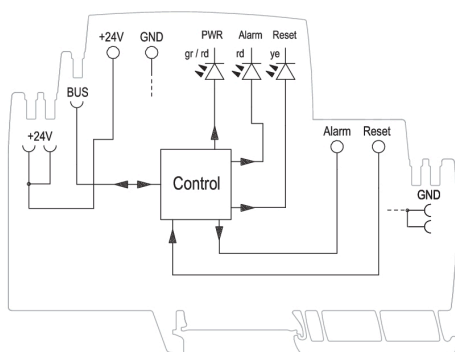 +24V GND PWR Alarm Reset
gr / rd rd ye
BUS
+24V
Alarm Reset
Control
GND